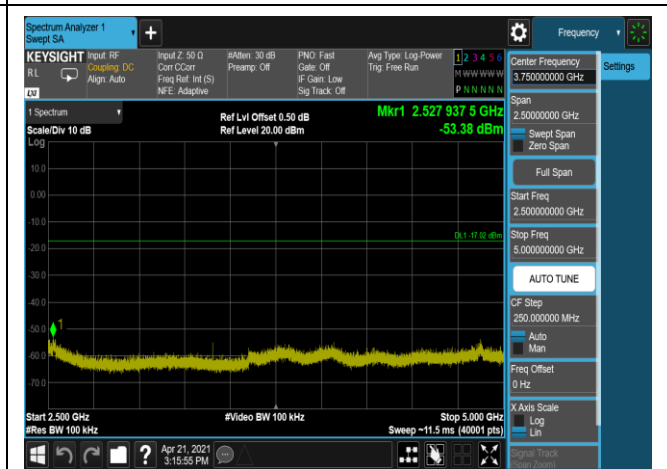 Spectrum Analyzer 1
Swept SA
+
Frequency
KEYSIGHT
RL
LXI
Input: RF
Coupling: DC
Align: Auto
Input Z: 50 Ω
Corr CCorr
Freq Ref: Int (S)
NFE: Adaptive
#Atten: 30 dB
Preamp: Off
PNO: Fast
Gate: Off
IF Gain: Low
Sig Track: Off
Avg Type: Log-Power
Trig: Free Run
1 2 3 4 5 6
M W W W W W
P N N N N N
1 Spectrum
Scale/Div 10 dB
Log
Ref Lvl Offset 0.50 dB
Ref Level 20.00 dBm
Mkr1 2.527 937 5 GHz
-53.38 dBm
10.0
0.00
-10.0
-20.0
-30.0
-40.0
-50.0
-60.0
-70.0
DL1 -17.02 dBm
1
Start 2.500 GHz
#Res BW 100 kHz
#Video BW 100 kHz
Stop 5.000 GHz
Sweep ~11.5 ms (40001 pts)
Apr 21, 2021
3:15:55 PM
?
Center Frequency
3.750000000 GHz
Settings
Span
2.50000000 GHz
Swept Span
Zero Span
Full Span
Start Freq
2.500000000 GHz
Stop Freq
5.000000000 GHz
AUTO TUNE
CF Step
250.000000 MHz
Auto
Man
Freq Offset
0 Hz
X Axis Scale
Log
Lin
Signal Track
(Span Zoom)